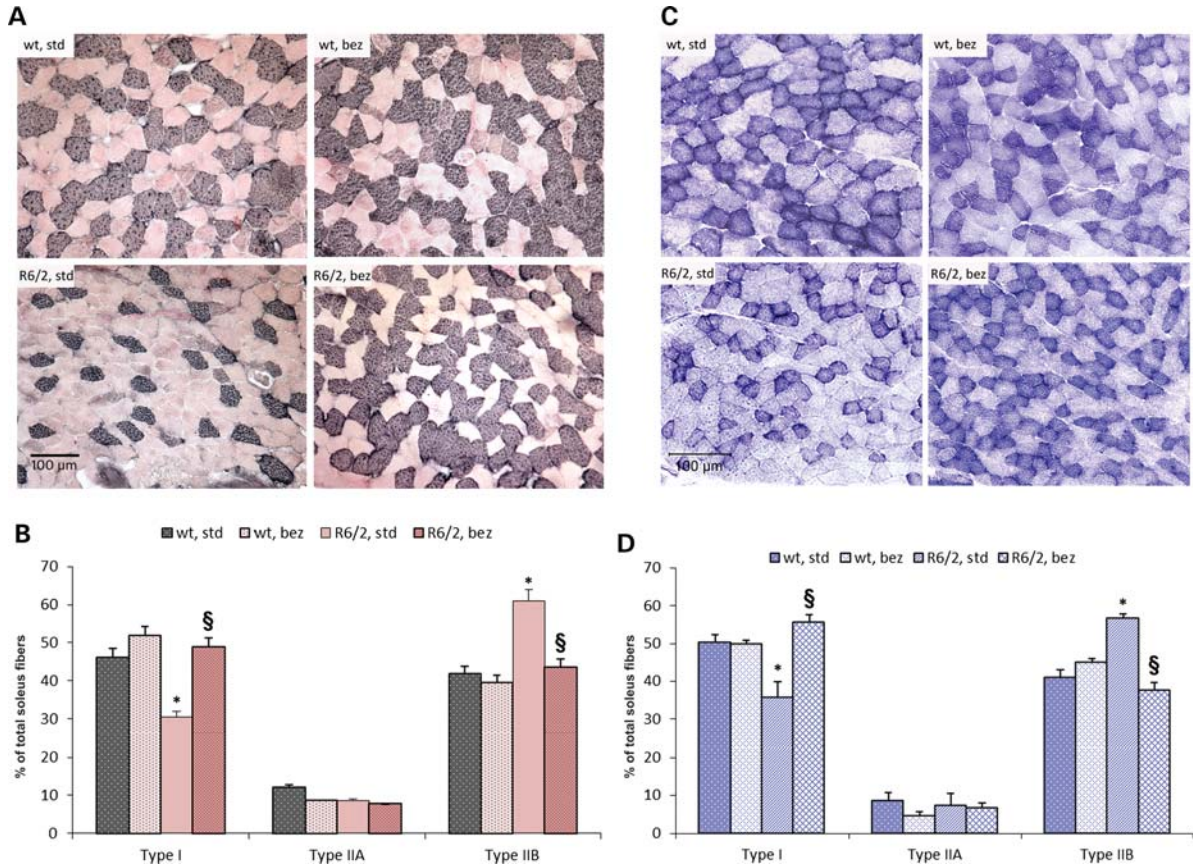 A
wt, std
wt, bez
R6/2, std
R6/2, bez
100 µm
C
wt, std
wt, bez
R6/2, std
R6/2, bez
100 µm
B
wt, std wt, bez R6/2, std R6/2, bez
% of total soleus fibers
70
60
50
40
30
20
10
0
*
§
*
§
Type I Type IIA Type IIB
D
wt, std wt, bez R6/2, std R6/2, bez
% of total soleus fibers
70
60
50
40
30
20
10
0
*
§
*
§
Type I Type IIA Type IIB